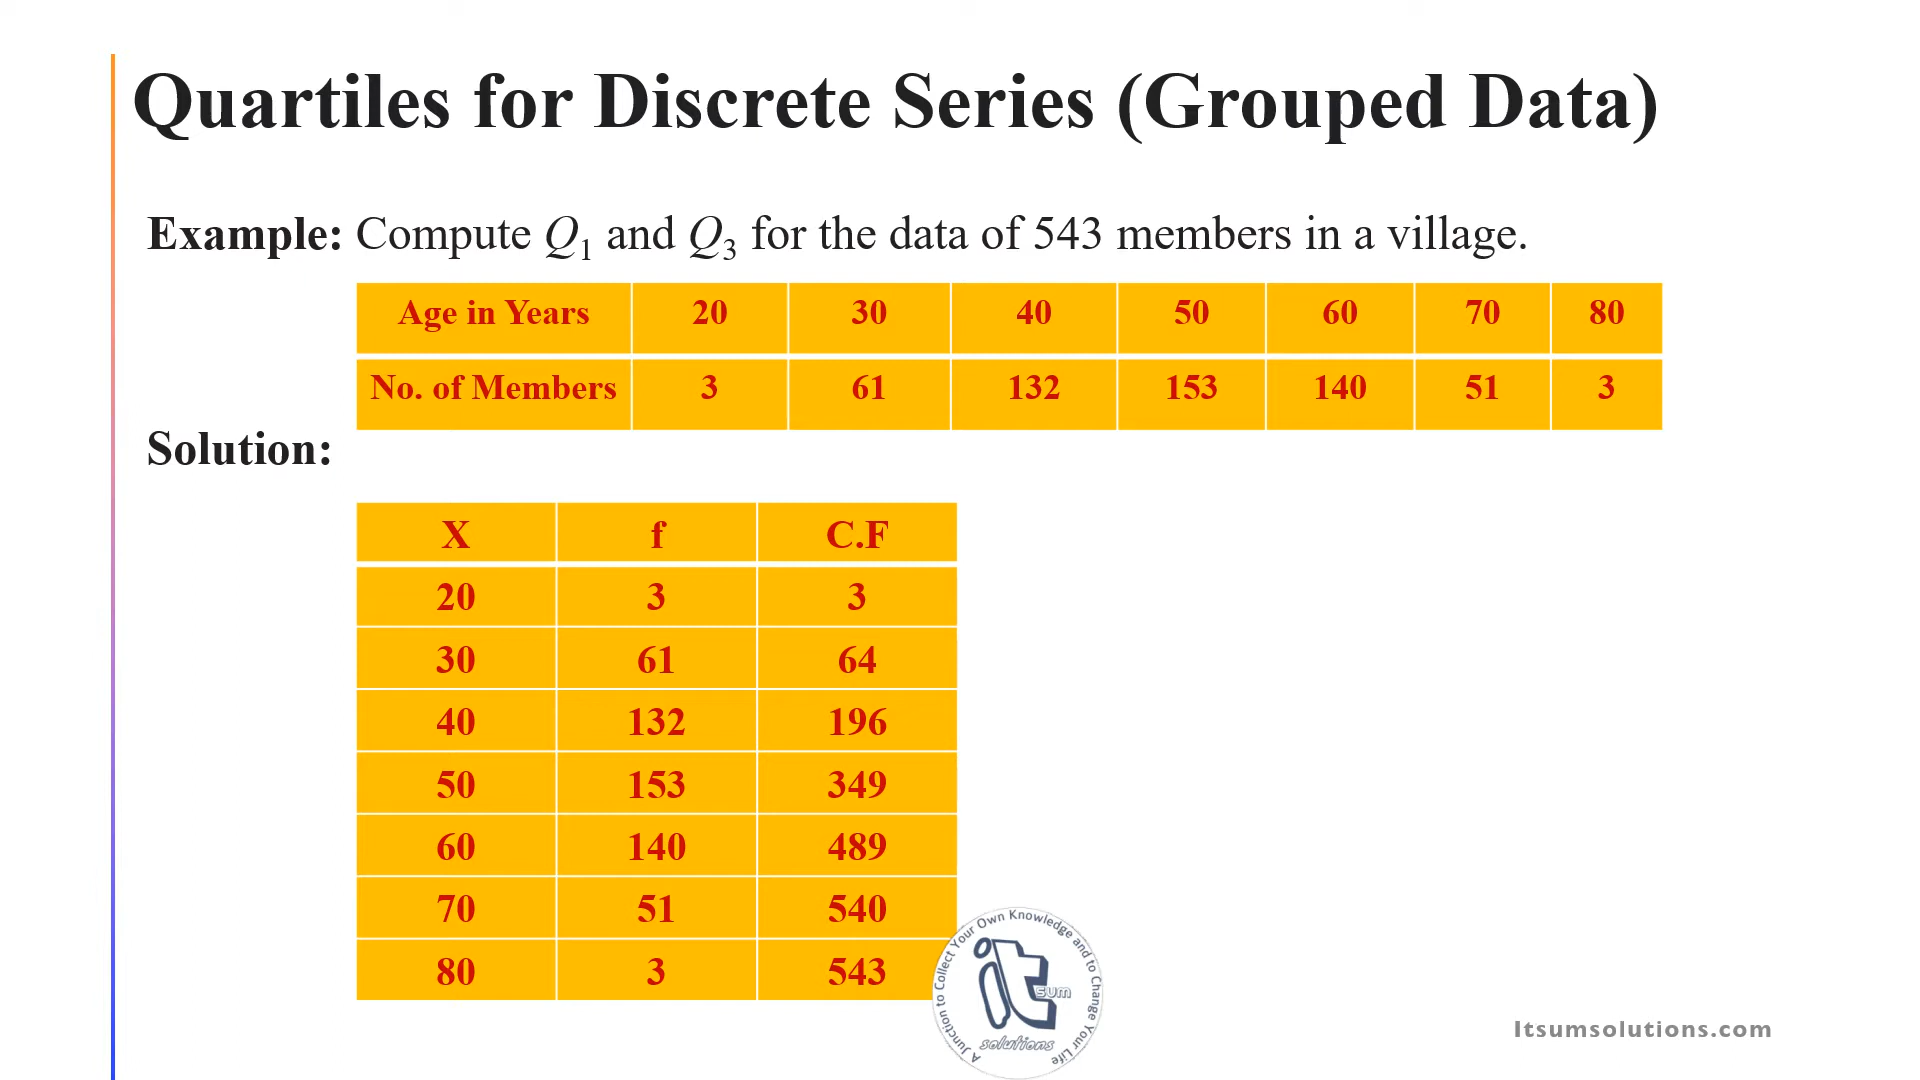 Quartiles for Discrete Series (Grouped Data)
Example: Compute Q₁ and Q₃ for the data of 543 members in a village.
Age in Years 20 30 40 50 60 70 80
No. of Members 3 61 132 153 140 51 3
Solution:
X f C.F
20 3 3
30 61 64
40 132 196
50 153 349
60 140 489
70 51 540
80 3 543
A Junction to Collect Your Own Knowledge and to Change Your Life
it
sum
solutions
Itsumsolutions.com